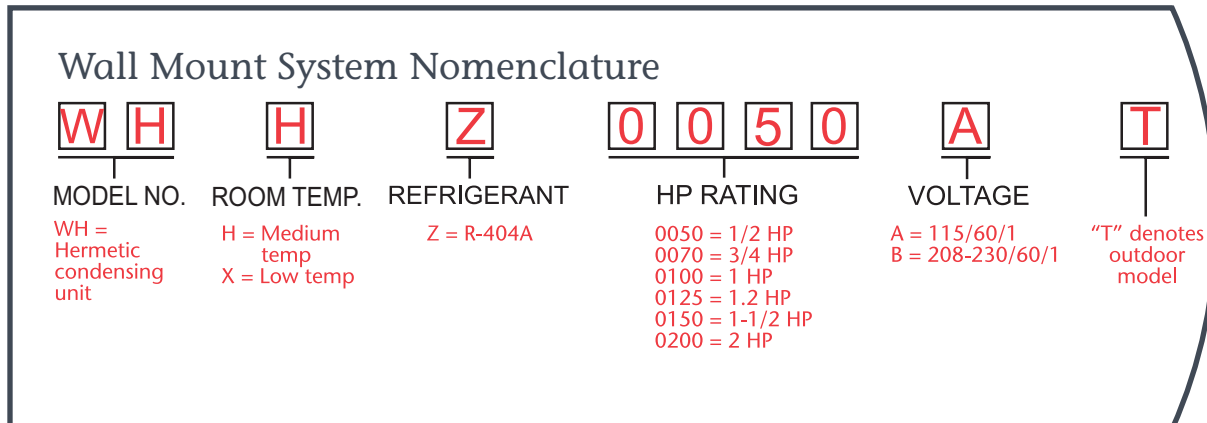 Wall Mount System Nomenclature
W H H Z 0 0 5 0 A T
MODEL NO. ROOM TEMP. REFRIGERANT HP RATING VOLTAGE
WH =
Hermetic
condensing
unit
H = Medium
temp
X = Low temp
Z = R-404A
0050 = 1/2 HP
0070 = 3/4 HP
0100 = 1 HP
0125 = 1.2 HP
0150 = 1-1/2 HP
0200 = 2 HP
A = 115/60/1
B = 208-230/60/1
“T” denotes
outdoor
model